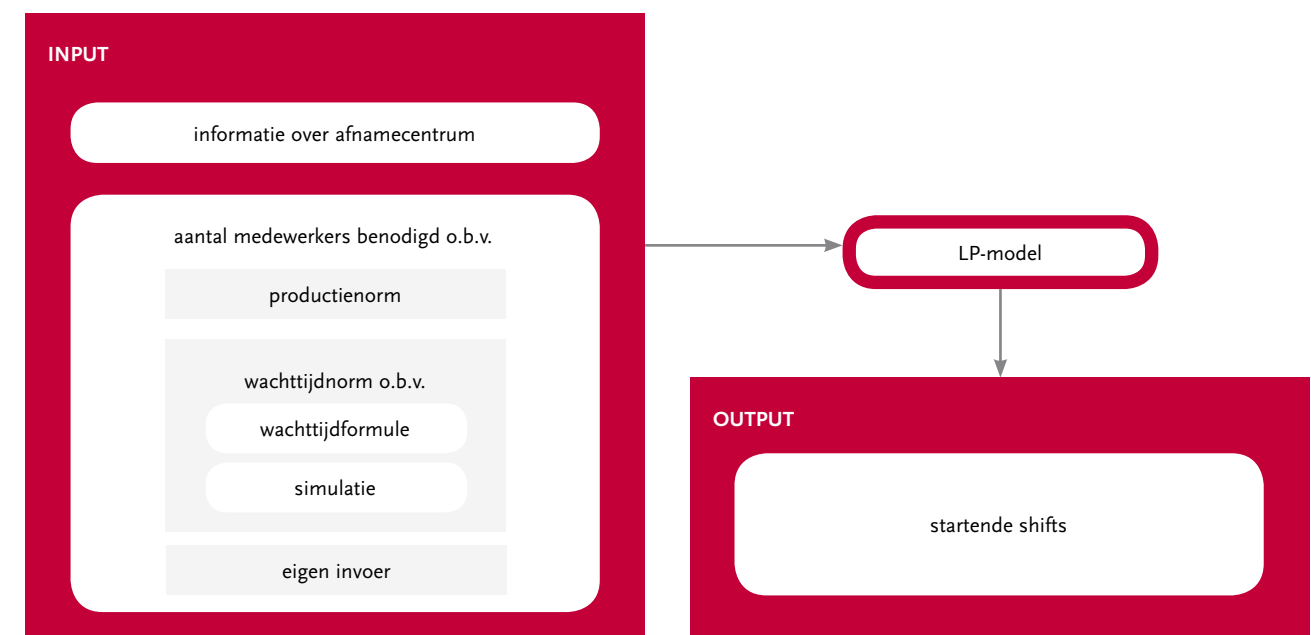 INPUT
informatie over afnamecentrum
aantal medewerkers benodigd o.b.v.
productienorm
wachttijdnorm o.b.v.
wachttijdformule
simulatie
eigen invoer
LP-model
OUTPUT
startende shifts